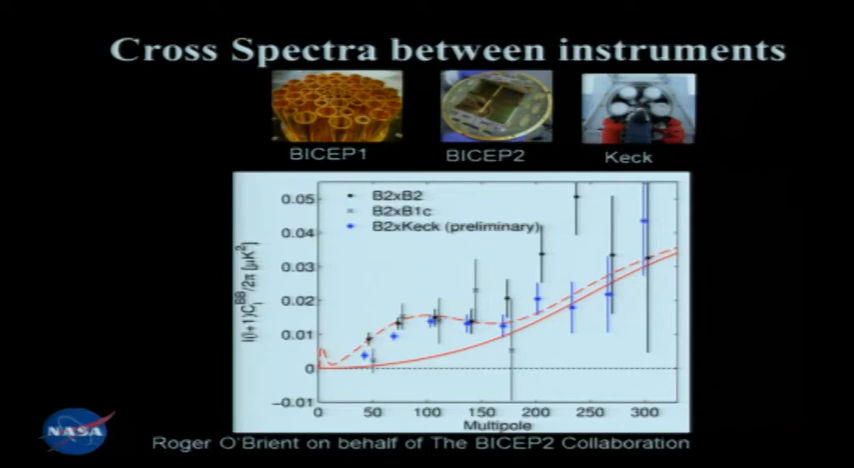 Cross Spectra between instruments
BICEP1
BICEP2
Keck
B2xB2
B2xB1c
B2xKeck (preliminary)
l(l+1)C_l^BB/2π [μK²]
0.05
0.04
0.03
0.02
0.01
0
−0.01
0 50 100 150 200 250 300
Multipole
NASA
Roger O'Brient on behalf of The BICEP2 Collaboration